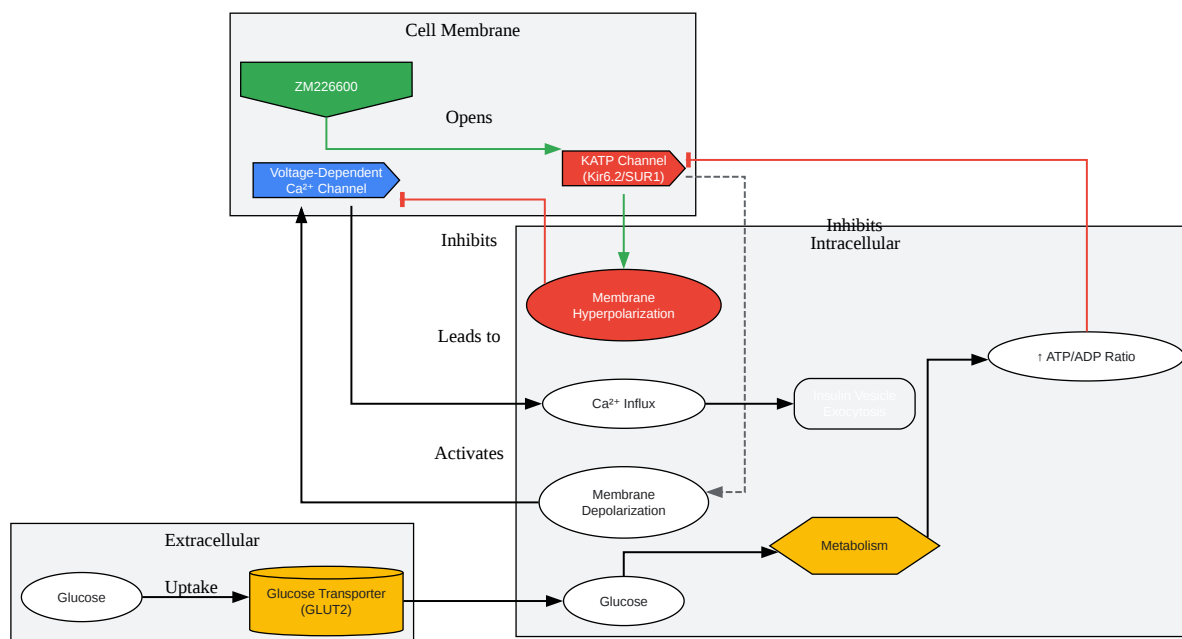 Cell Membrane
ZM226600
Opens
KATP Channel
(Kir6.2/SUR1)
Voltage-Dependent
Ca²⁺ Channel
Inhibits
Inhibits
Intracellular
Membrane
Hyperpolarization
Leads to
↑ ATP/ADP Ratio
Ca²⁺ Influx
Insulin Vesicle
Exocytosis
Activates
Membrane
Depolarization
Extracellular
Metabolism
Glucose
Uptake
Glucose Transporter
(GLUT2)
Glucose